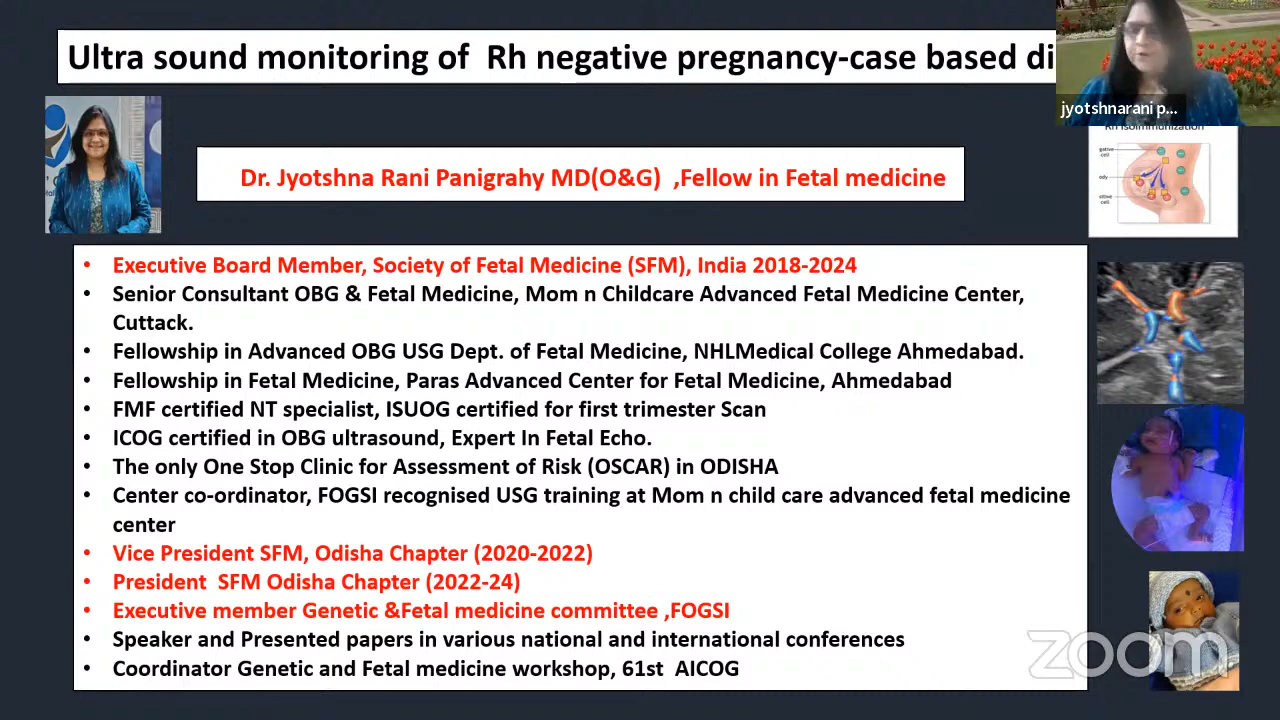 Ultra sound monitoring of Rh negative pregnancy-case based di
jyotshnarani p...
Rh Isoimmunization
gative
cell
ody
sitive
cell
Dr. Jyotshna Rani Panigrahy MD(O&G) ,Fellow in Fetal medicine
• Executive Board Member, Society of Fetal Medicine (SFM), India 2018-2024
• Senior Consultant OBG & Fetal Medicine, Mom n Childcare Advanced Fetal Medicine Center,
Cuttack.
• Fellowship in Advanced OBG USG Dept. of Fetal Medicine, NHLMedical College Ahmedabad.
• Fellowship in Fetal Medicine, Paras Advanced Center for Fetal Medicine, Ahmedabad
• FMF certified NT specialist, ISUOG certified for first trimester Scan
• ICOG certified in OBG ultrasound, Expert In Fetal Echo.
• The only One Stop Clinic for Assessment of Risk (OSCAR) in ODISHA
• Center co-ordinator, FOGSI recognised USG training at Mom n child care advanced fetal medicine
center
• Vice President SFM, Odisha Chapter (2020-2022)
• President SFM Odisha Chapter (2022-24)
• Executive member Genetic &Fetal medicine committee ,FOGSI
• Speaker and Presented papers in various national and international conferences
• Coordinator Genetic and Fetal medicine workshop, 61st AICOG
zoom